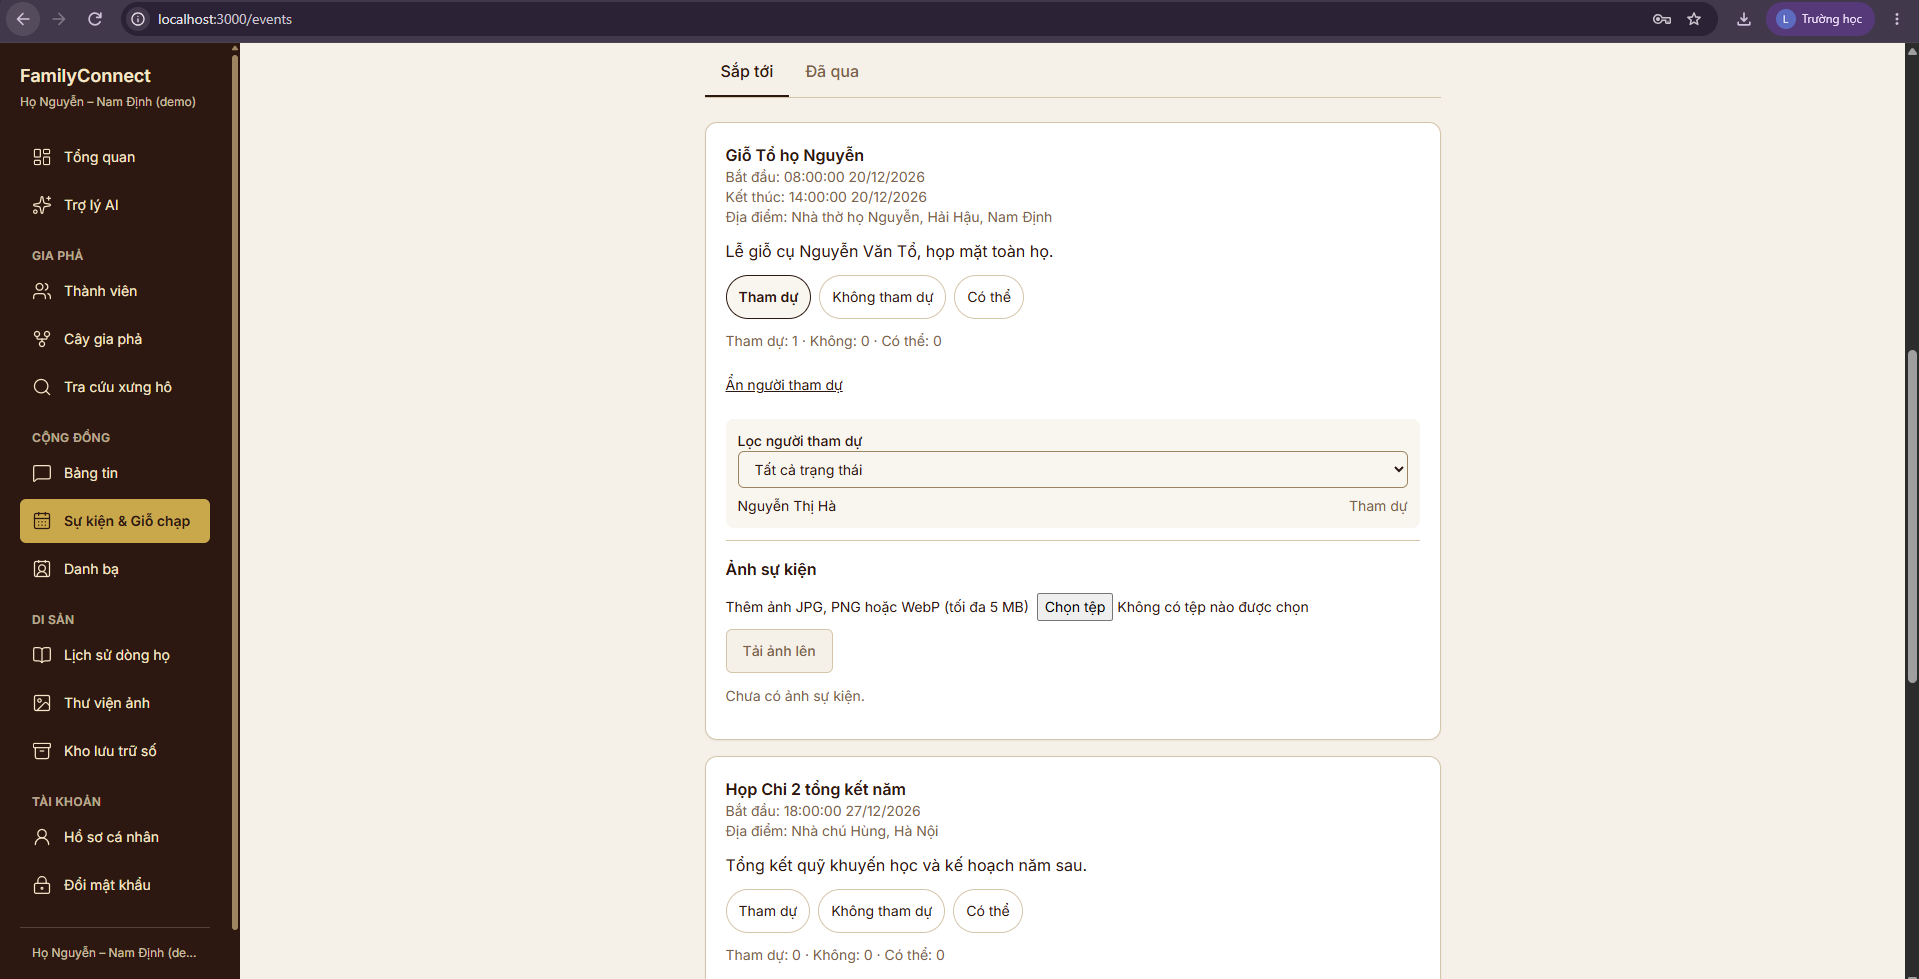 localhost:3000/events
L Trường học
FamilyConnect
Họ Nguyễn – Nam Định (demo)
Tổng quan
Trợ lý AI
GIA PHẢ
Thành viên
Cây gia phả
Tra cứu xưng hô
CỘNG ĐỒNG
Bảng tin
Sự kiện & Giỗ chạp
Danh bạ
DI SẢN
Lịch sử dòng họ
Thư viện ảnh
Kho lưu trữ số
TÀI KHOẢN
Hồ sơ cá nhân
Đổi mật khẩu
Họ Nguyễn – Nam Định (de...
Sắp tới Đã qua
Giỗ Tổ họ Nguyễn
Bắt đầu: 08:00:00 20/12/2026
Kết thúc: 14:00:00 20/12/2026
Địa điểm: Nhà thờ họ Nguyễn, Hải Hậu, Nam Định
Lễ giỗ cụ Nguyễn Văn Tổ, họp mặt toàn họ.
Tham dự Không tham dự Có thể
Tham dự: 1 · Không: 0 · Có thể: 0
Ẩn người tham dự
Lọc người tham dự
Tất cả trạng thái
Nguyễn Thị Hà Tham dự
Ảnh sự kiện
Thêm ảnh JPG, PNG hoặc WebP (tối đa 5 MB) Chọn tệp Không có tệp nào được chọn
Tải ảnh lên
Chưa có ảnh sự kiện.
Họp Chi 2 tổng kết năm
Bắt đầu: 18:00:00 27/12/2026
Địa điểm: Nhà chú Hùng, Hà Nội
Tổng kết quỹ khuyến học và kế hoạch năm sau.
Tham dự Không tham dự Có thể
Tham dự: 0 · Không: 0 · Có thể: 0